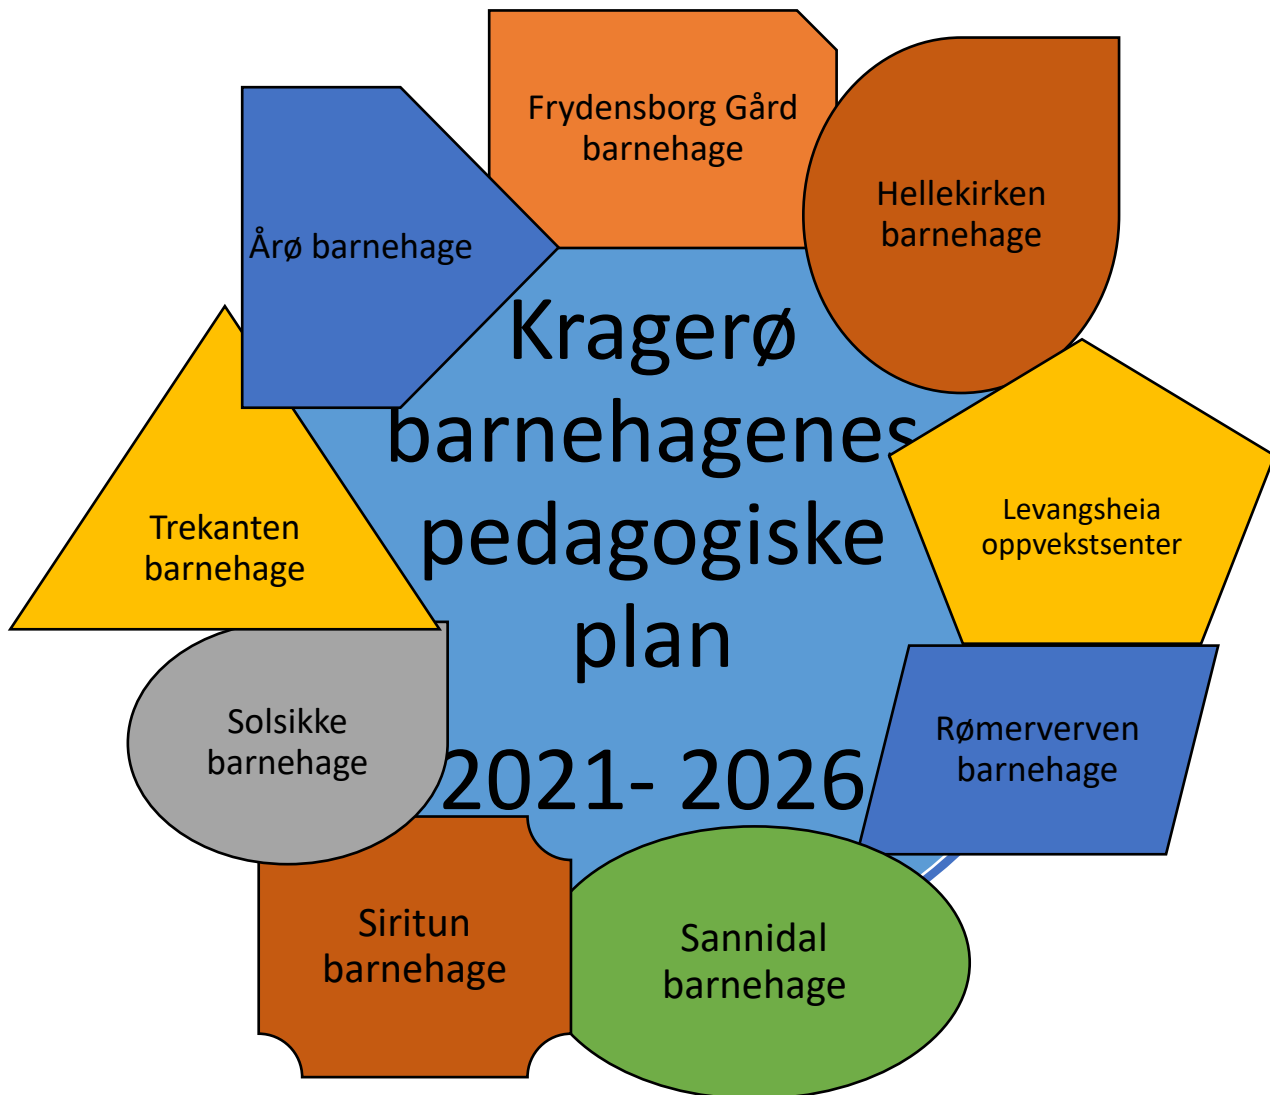 Frydensborg Gård
barnehage
Hellekirken
barnehage
Årø barnehage
Kragerø
barnehagenes
pedagogiske
plan
2021- 2026
Levangsheia
oppvekstsenter
Trekanten
barnehage
Rømerverven
barnehage
Solsikke
barnehage
Siritun
barnehage
Sannidal
barnehage